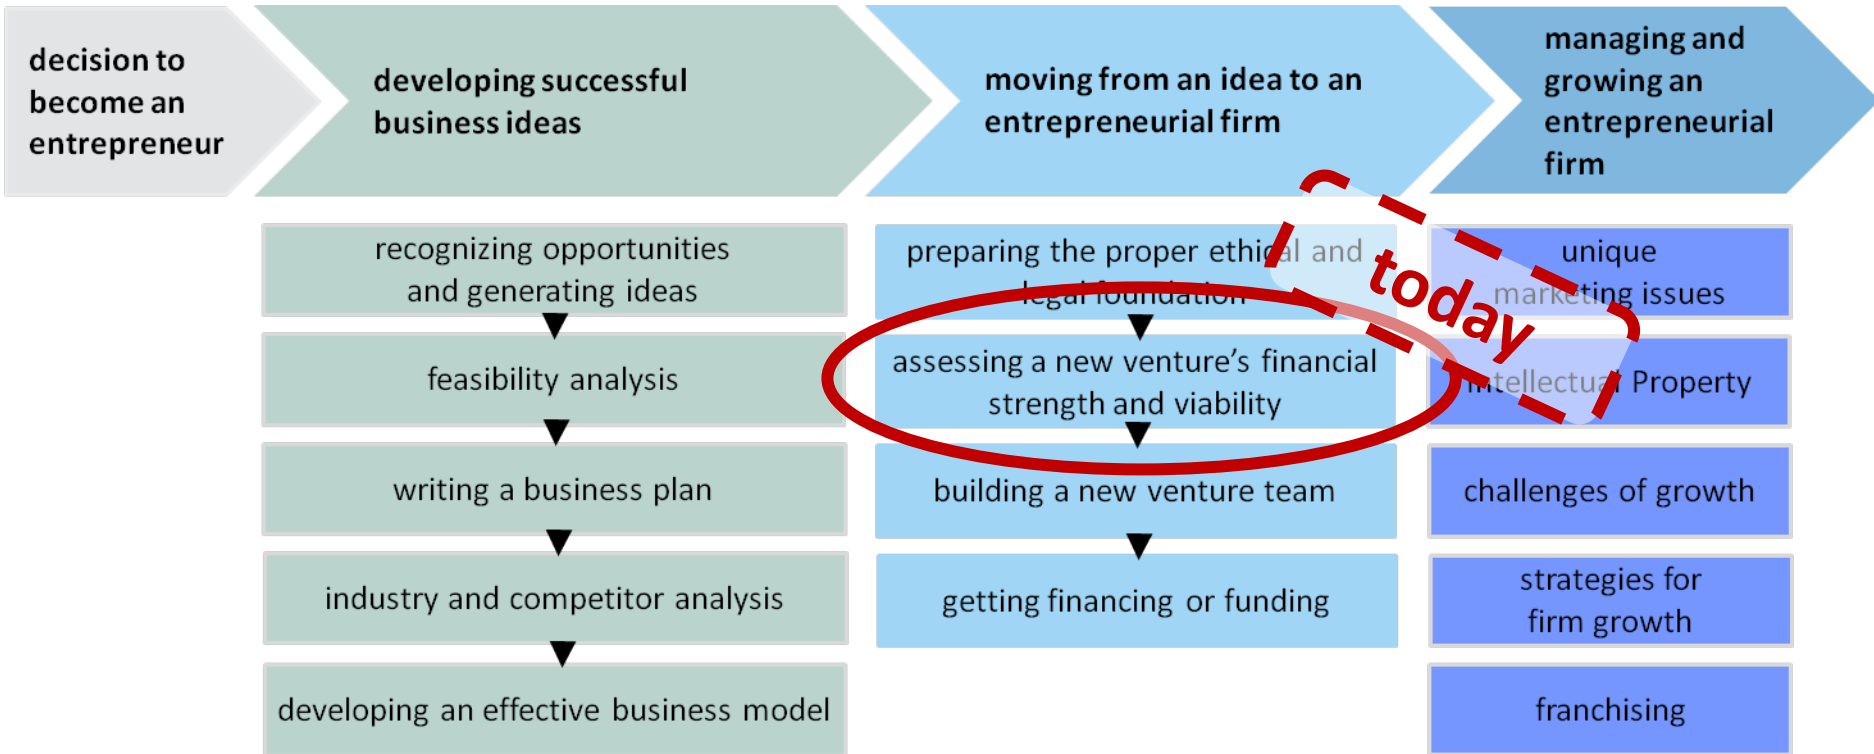 decision to
become an
entrepreneur
developing successful
business ideas
moving from an idea to an
entrepreneurial firm
managing and
growing an
entrepreneurial
firm
recognizing opportunities
and generating ideas
feasibility analysis
writing a business plan
industry and competitor analysis
developing an effective business model
preparing the proper ethical and
legal foundation
assessing a new venture’s financial
strength and viability
building a new venture team
getting financing or funding
today
unique
marketing issues
intellectual Property
challenges of growth
strategies for
firm growth
franchising